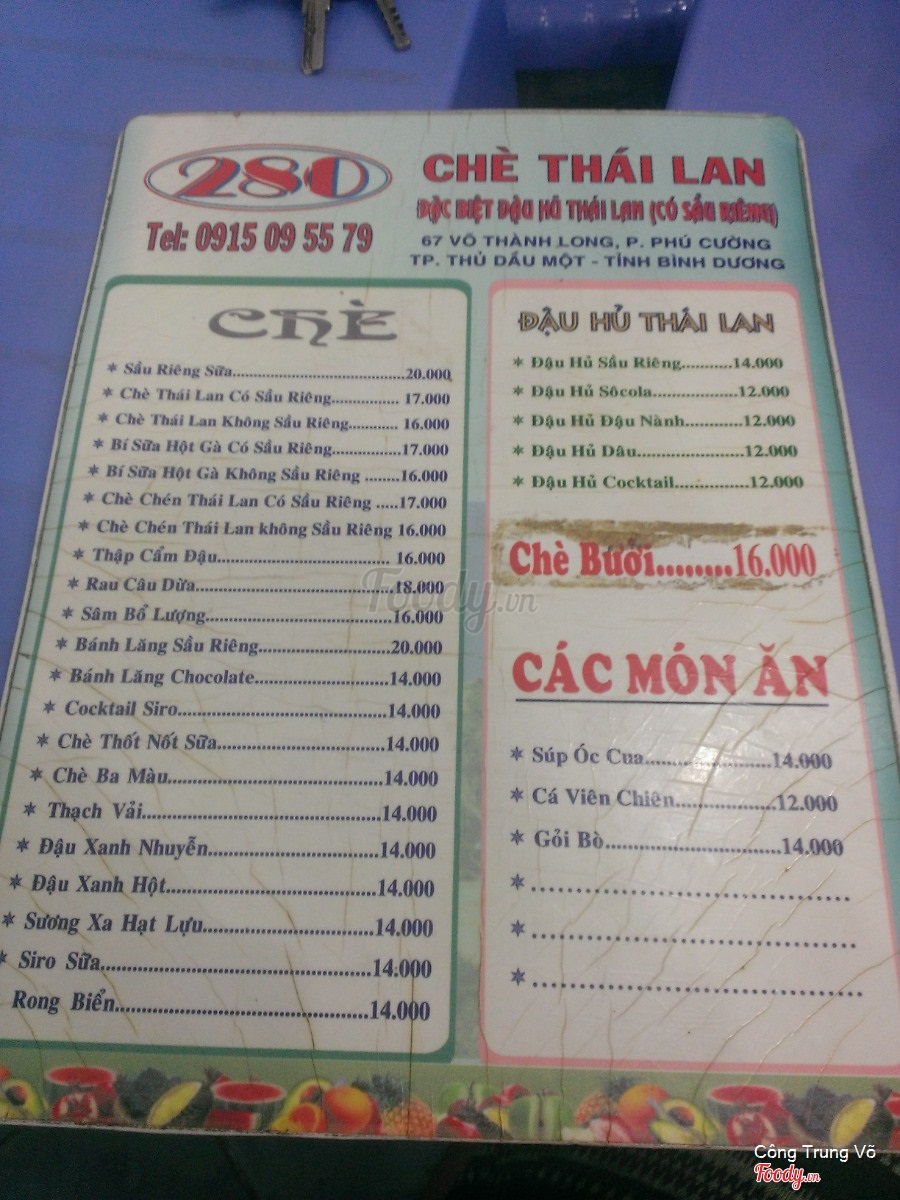 280
Tel: 0915 09 55 79
CHÈ THÁI LAN
ĐẶC BIỆT ĐẬU HỦ THÁI LAN (CÓ SẦU RIÊNG)
67 VÕ THÀNH LONG, P. PHÚ CƯỜNG
TP. THỦ DẦU MỘT - TỈNH BÌNH DƯƠNG
CHÈ
* Sầu Riêng Sữa....................20.000
* Chè Thái Lan Có Sầu Riêng............... 17.000
* Chè Thái Lan Không Sầu Riêng........... 16.000
* Bí Sữa Hột Gà Có Sầu Riêng..............17.000
* Bí Sữa Hột Gà Không Sầu Riêng ........16.000
* Chè Chén Thái Lan Có Sầu Riêng .....17.000
* Chè Chén Thái Lan không Sầu Riêng 16.000
* Thập Cẩm Đậu.................... 16.000
* Rau Câu Dừa....................18.000
* Sâm Bổ Lượng....................16.000
* Bánh Lăng Sầu Riêng....................20.000
* Bánh Lăng Chocolate....................14.000
* Cocktail Siro....................14.000
* Chè Thốt Nốt Sữa....................14.000
* Chè Ba Màu....................14.000
* Thạch Vải....................14.000
* Đậu Xanh Nhuyễn....................14.000
* Đậu Xanh Hột....................14.000
* Sương Xa Hạt Lựu....................14.000
* Siro Sữa....................14.000
Rong Biển....................14.000
ĐẬU HỦ THÁI LAN
* Đậu Hủ Sầu Riêng...........14.000
* Đậu Hủ Sôcola.................12.000
* Đậu Hủ Đậu Nành............12.000
* Đậu Hủ Dâu....................12.000
* Đậu Hủ Cocktail...............12.000
Chè Bưởi........16.000
CÁC MÓN ĂN
* Súp Óc Cua....................14.000
* Cá Viên Chiên................12.000
* Gỏi Bò............................14.000
* ................................
* ................................
* ................................
Foody.vn
Công Trung Võ
Foody.vn